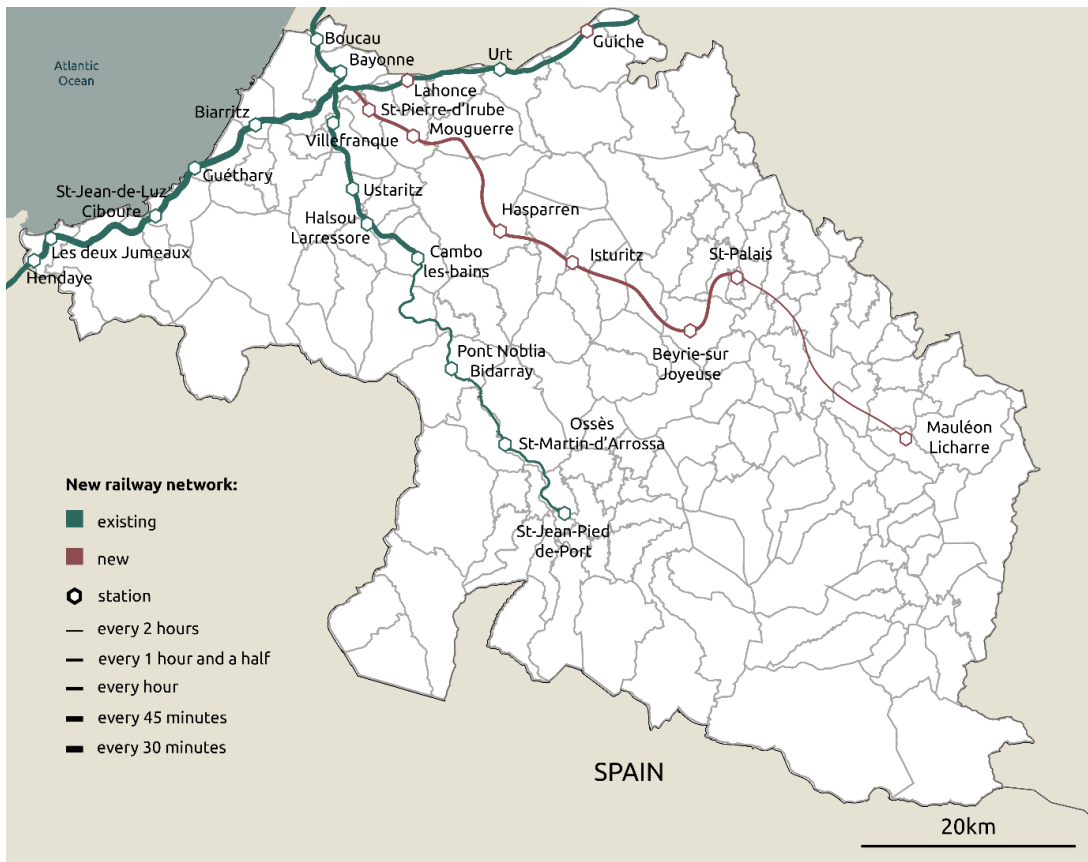 Boucau
Atlantic
Ocean
Bayonne
Urt
Guiche
Lahonce
Biarritz
St-Pierre-d'Irube
Mouguerre
Villefranque
Guéthary
Ustaritz
St-Jean-de-Luz
Ciboure
Halsou
Larressore
Hasparren
Les deux Jumeaux
Hendaye
Cambo
les-bains
Isturitz
St-Palais
Pont Noblia
Bidarray
Beyrie-sur
Joyeuse
Ossès
St-Martin-d'Arrossa
Mauléon
Licharre
St-Jean-Pied
de-Port
New railway network:
existing
new
station
every 2 hours
every 1 hour and a half
every hour
every 45 minutes
every 30 minutes
SPAIN
20km